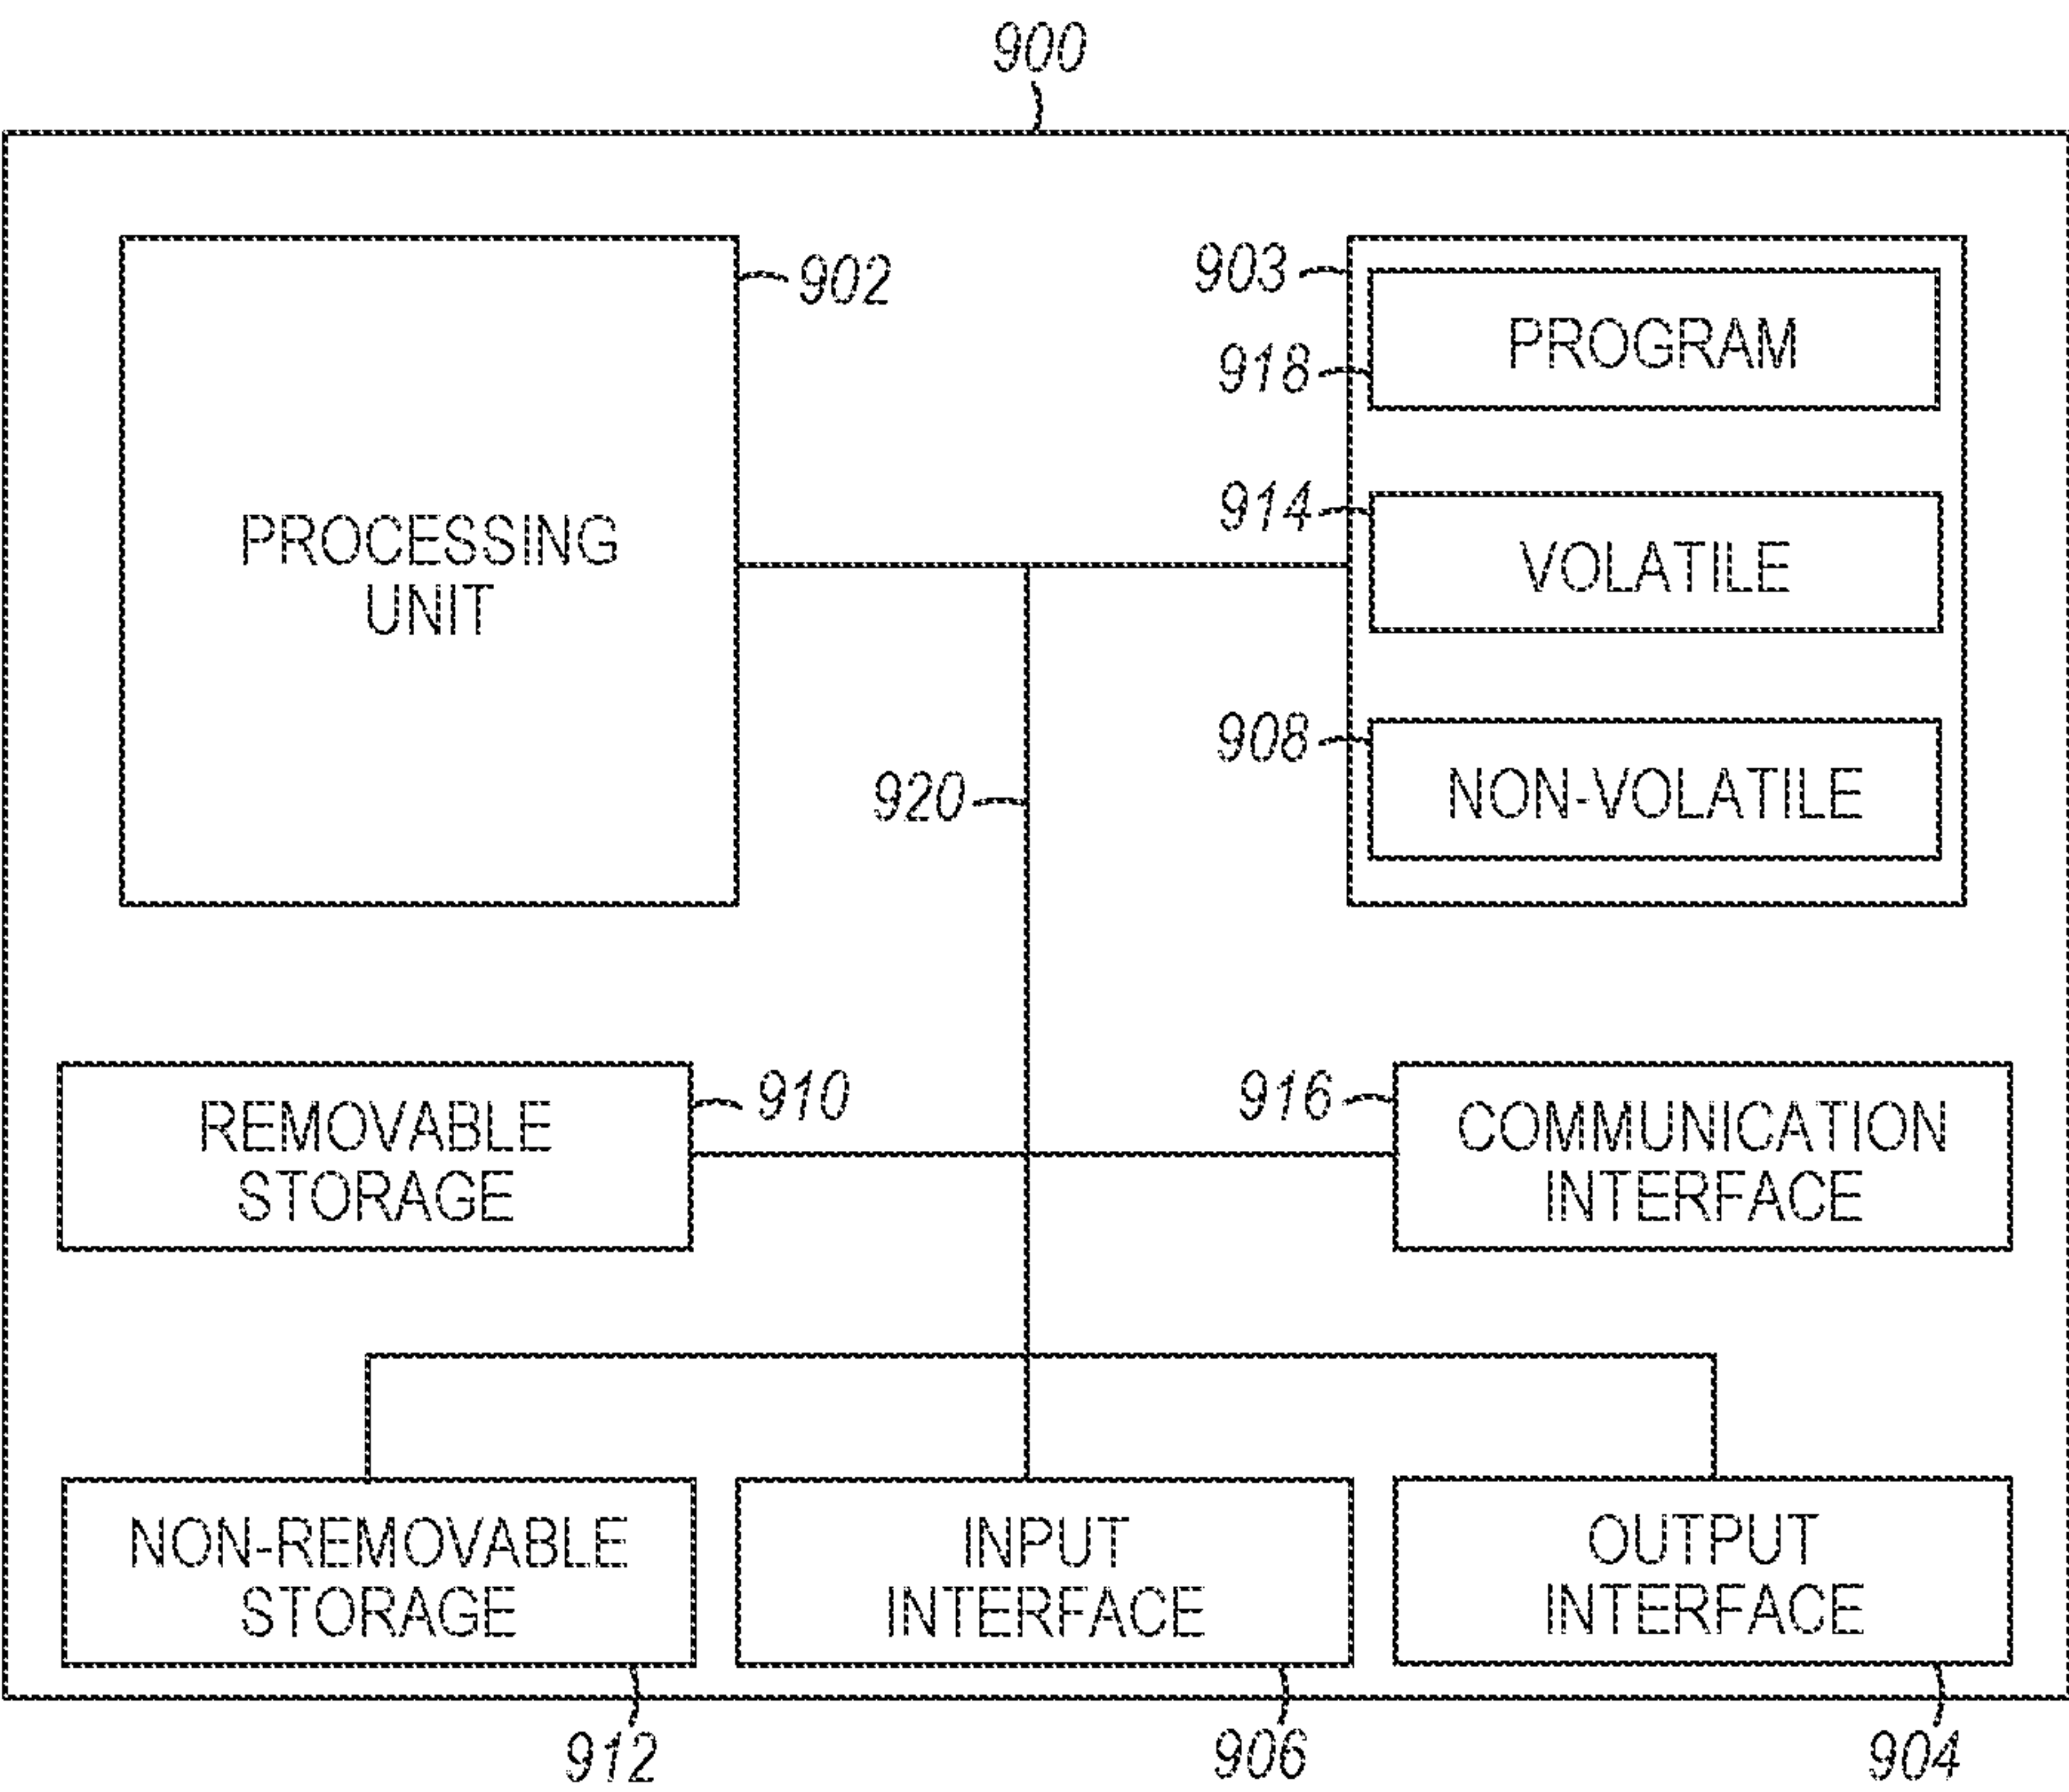 900
902
903
PROGRAM
918
914
VOLATILE
PROCESSING
UNIT
908
NON-VOLATILE
920
910
916
REMOVABLE
STORAGE
COMMUNICATION
INTERFACE
NON-REMOVABLE
STORAGE
INPUT
INTERFACE
OUTPUT
INTERFACE
912
906
904